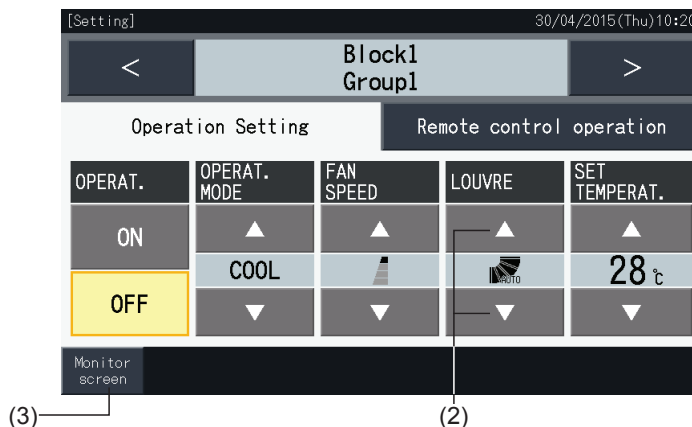 [Setting]
30/04/2015(Thu)10:20
<
Block1
Group1
>
Operation Setting
Remote control operation
OPERAT.
OPERAT.
MODE
FAN
SPEED
LOUVRE
SET
TEMPERAT.
ON
COOL
AUTO
28℃
OFF
Monitor
screen
(3)
(2)